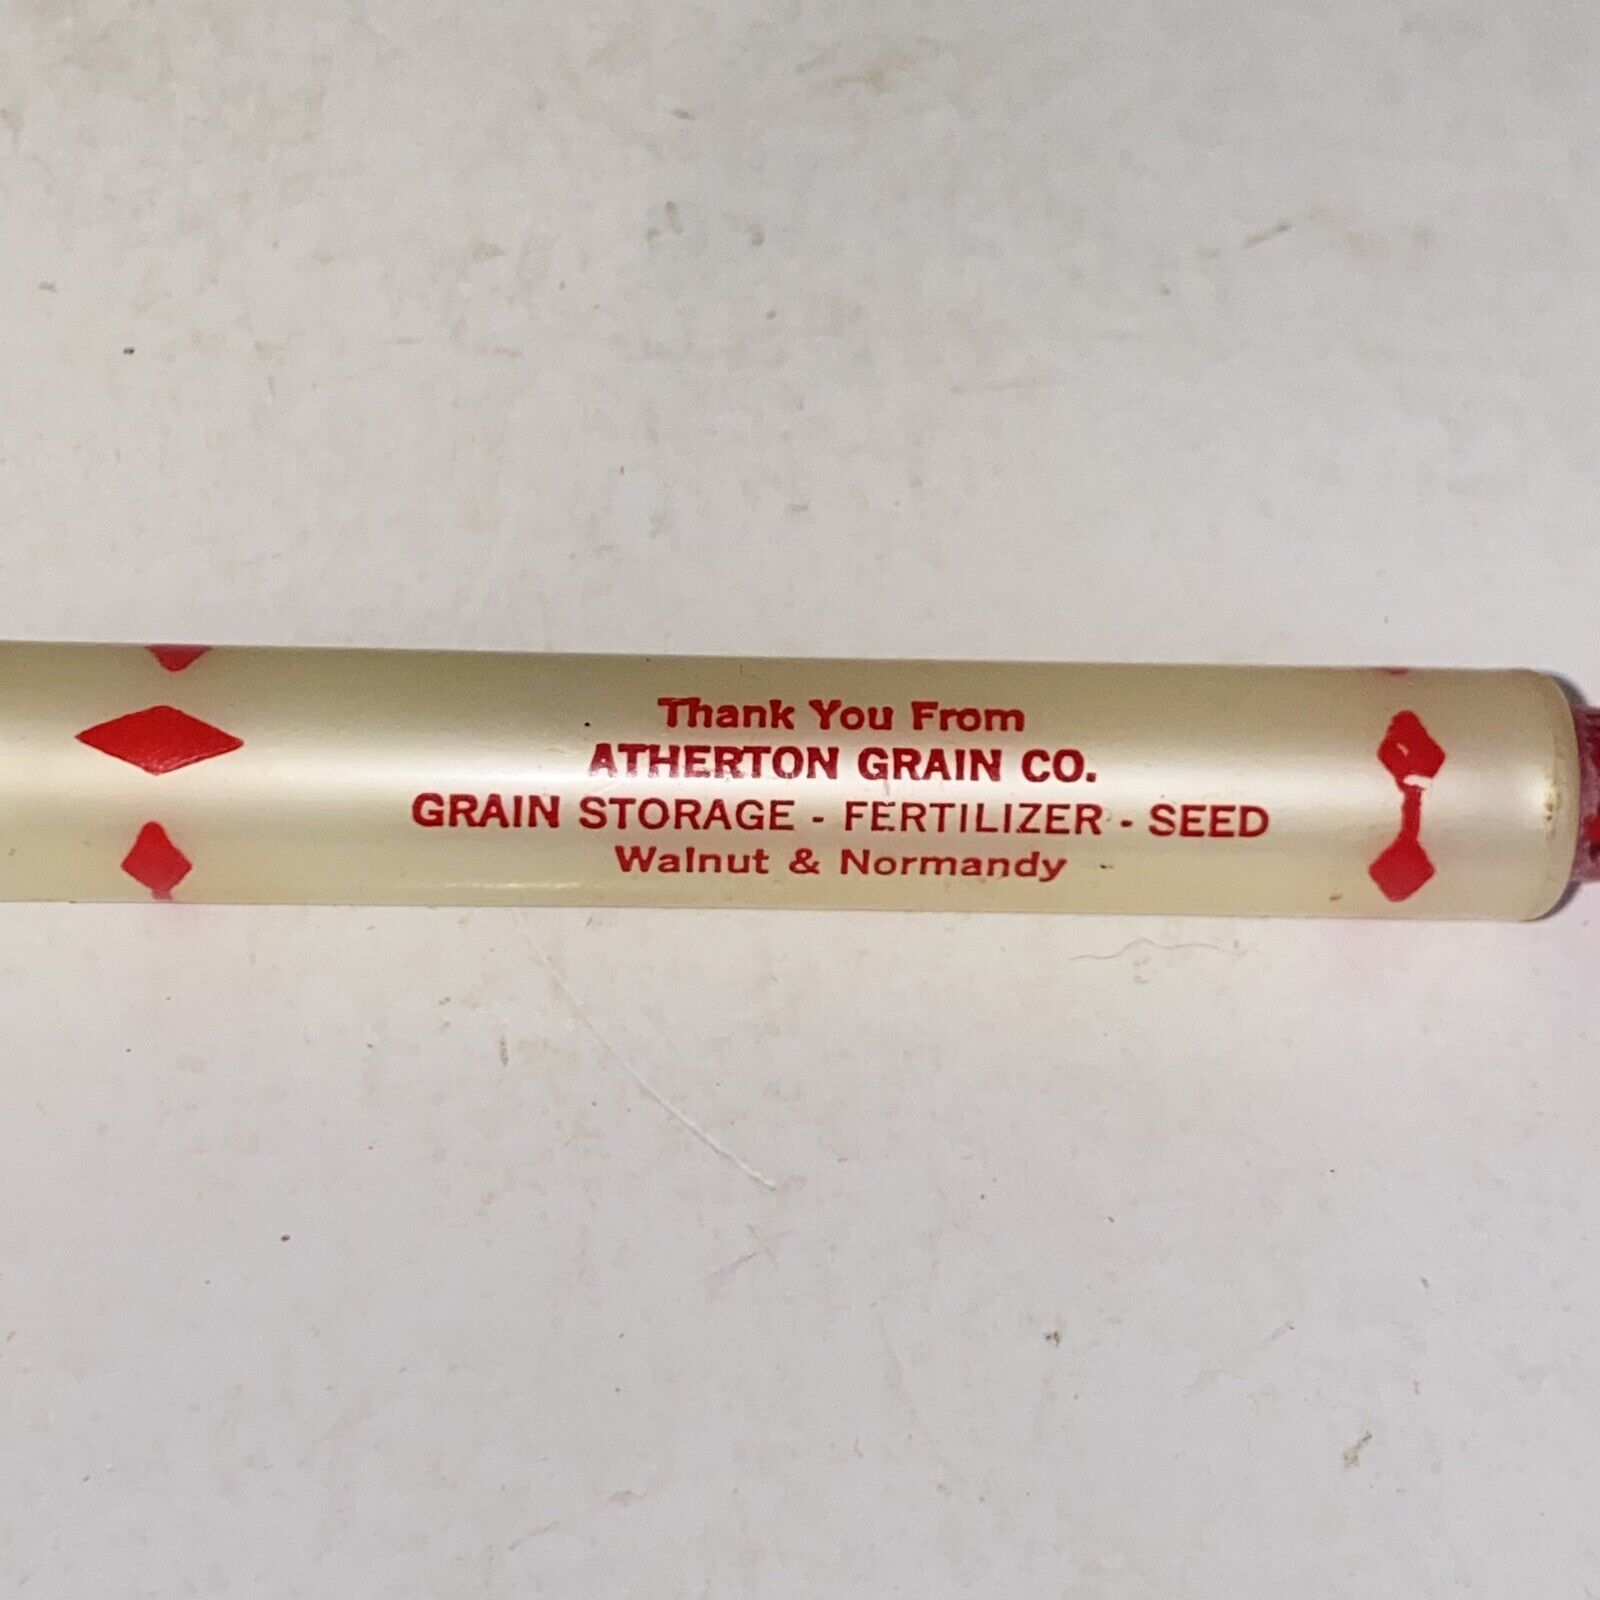 Thank You From
ATHERTON GRAIN CO.
GRAIN STORAGE - FERTILIZER - SEED
Walnut & Normandy